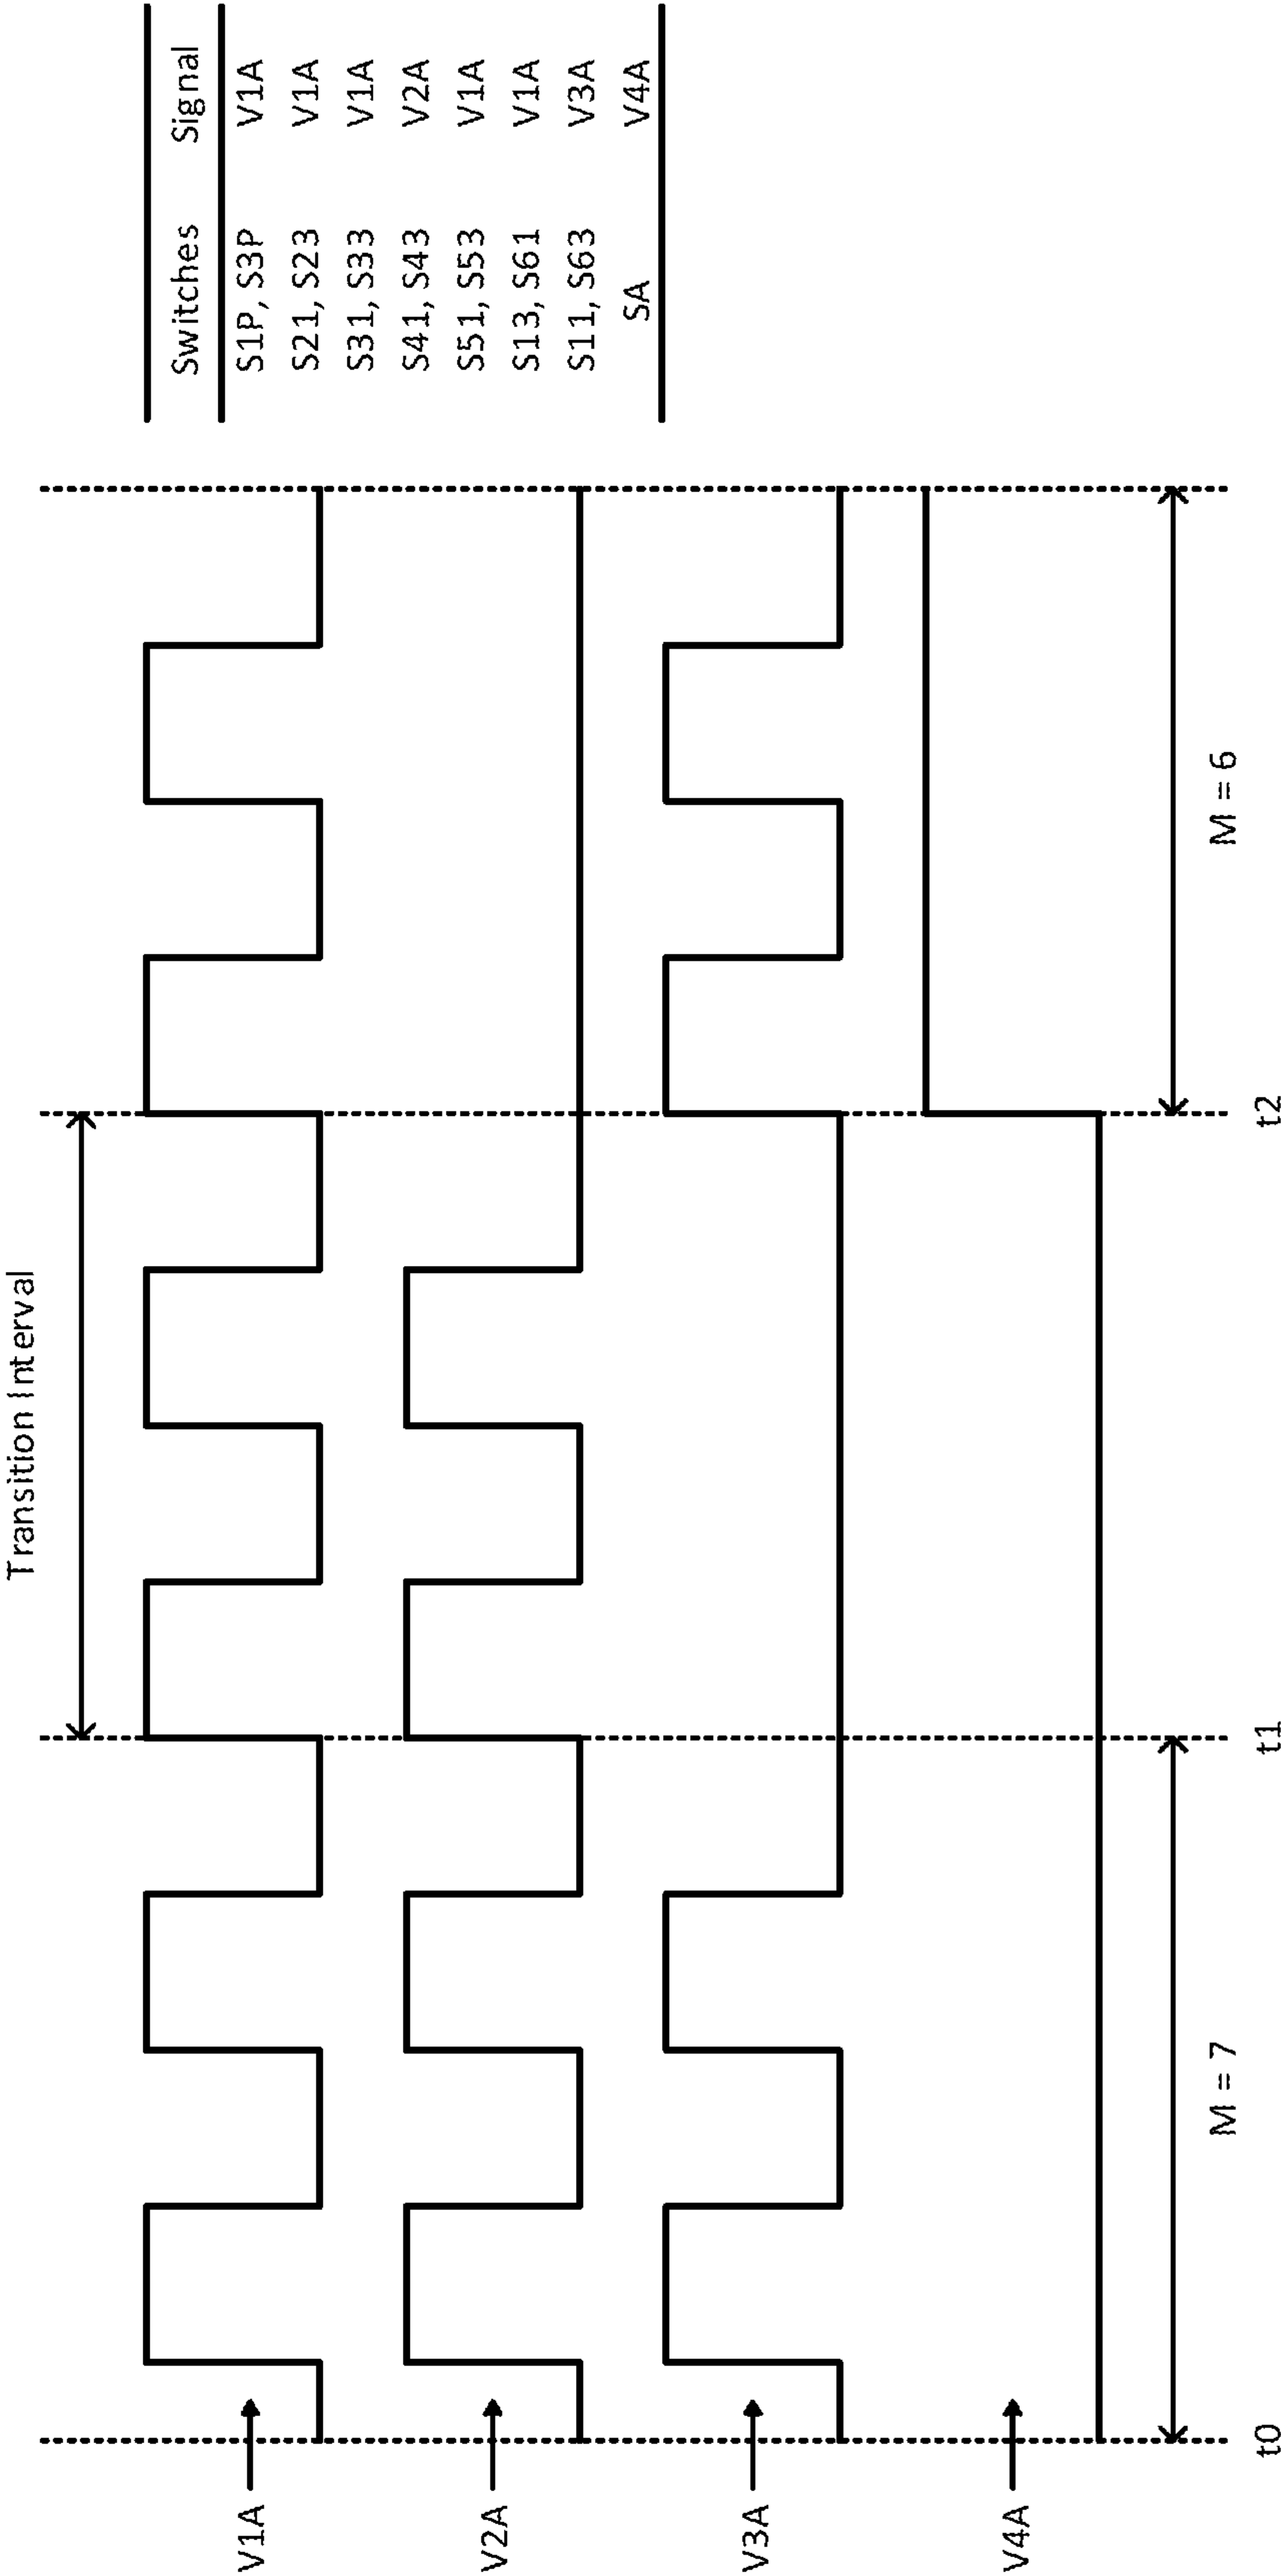 Transition Interval
V1A
V2A
V3A
V4A
t0
t1
t2
M = 7
M = 6
Switches Signal
S1P, S3P V1A
S21, S23 V1A
S31, S33 V1A
S41, S43 V2A
S51, S53 V1A
S13, S61 V1A
S11, S63 V3A
SA V4A